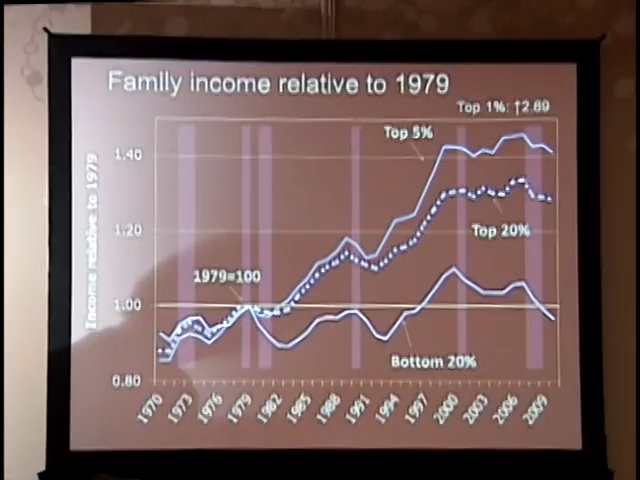 Family income relative to 1979
Top 1%: ↑2.69
Top 5%
1.40
1.20
Top 20%
1979=100
1.00
Bottom 20%
0.80
Income relative to 1979
1970 1973 1976 1979 1982 1985 1988 1991 1994 1997 2000 2003 2006 2009